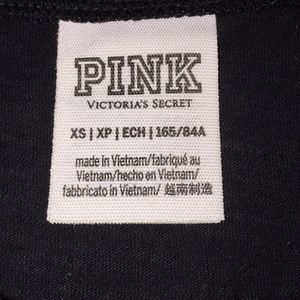 PINK
VICTORIA'S SECRET
XS | XP | ECH | 165/84A
made in Vietnam/fabriqué au
Vietnam/hecho en Vietnam/
fabbricato in Vietnam/ 越南制造